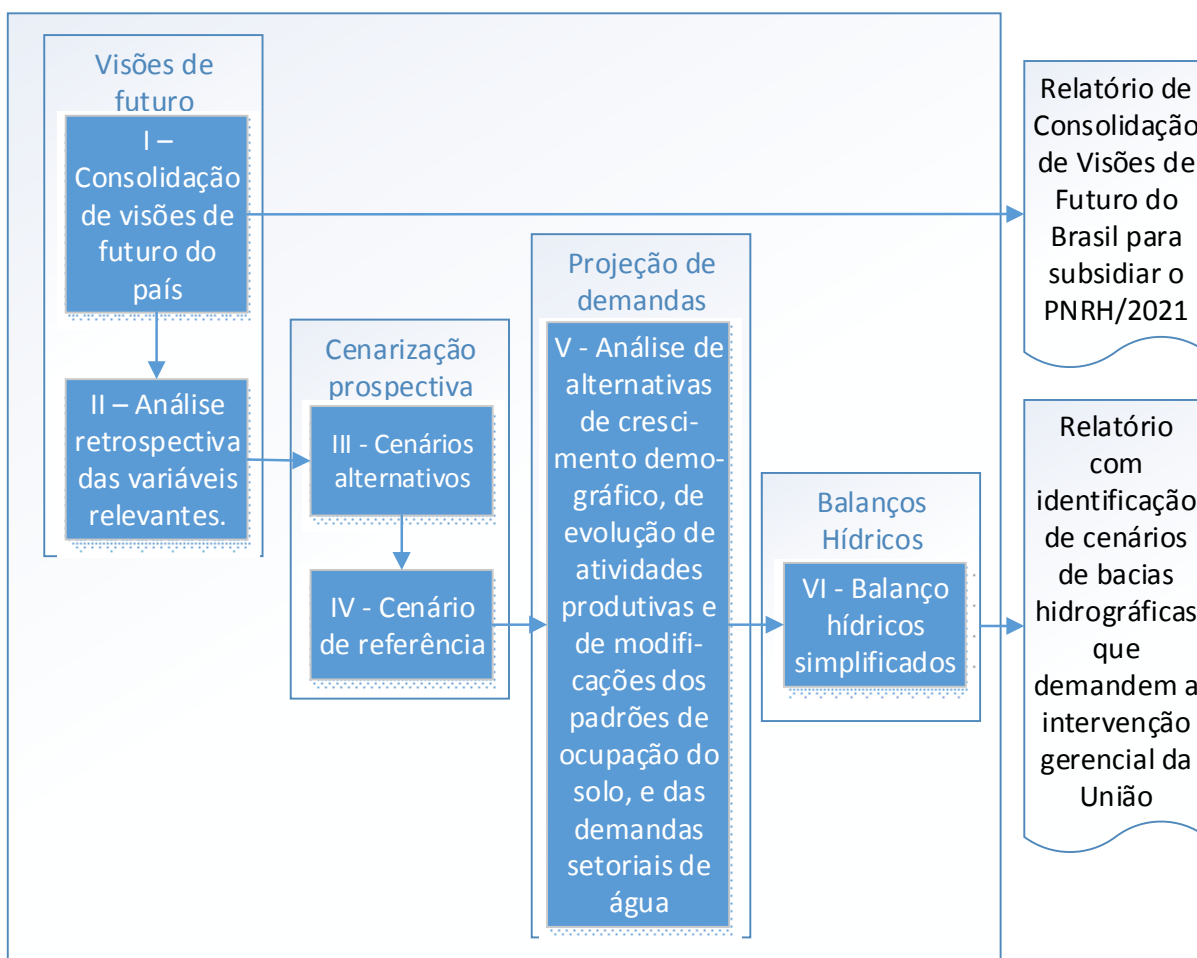 Visões de
futuro
I –
Consolidação
de visões de
futuro do
país
II – Análise
retrospectiva
das variáveis
relevantes.
Cenarização
prospectiva
III - Cenários
alternativos
IV - Cenário
de referência
Projeção de
demandas
V - Análise de
alternativas
de cresci-
mento demo-
gráfico, de
evolução de
atividades
produtivas e
de modifi-
cações dos
padrões de
ocupação do
solo, e das
demandas
setoriais de
água
Balanços
Hídricos
VI - Balanço
hídricos
simplificados
Relatório de
Consolidação
de Visões de
Futuro do
Brasil para
subsidiar o
PNRH/2021
Relatório
com
identificação
de cenários
de bacias
hidrográficas
que
demandem a
intervenção
gerencial da
União